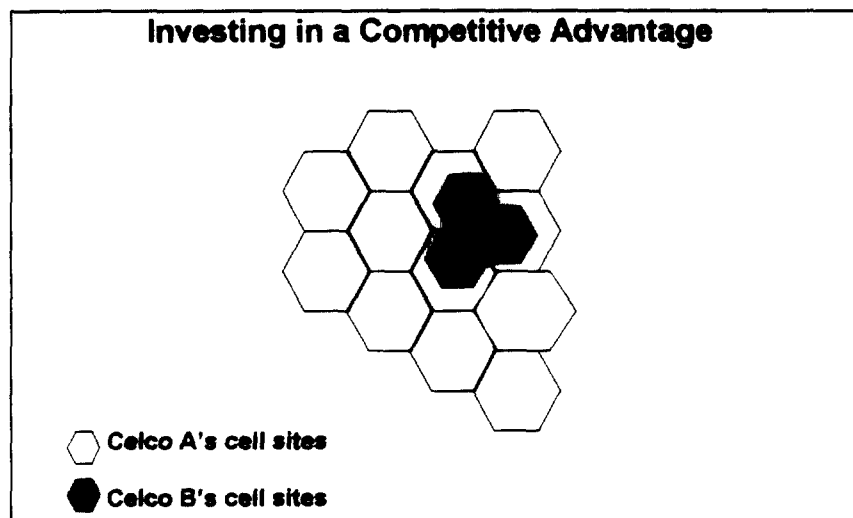 Investing in a Competitive Advantage
Celco A's cell sites
Celco B's cell sites